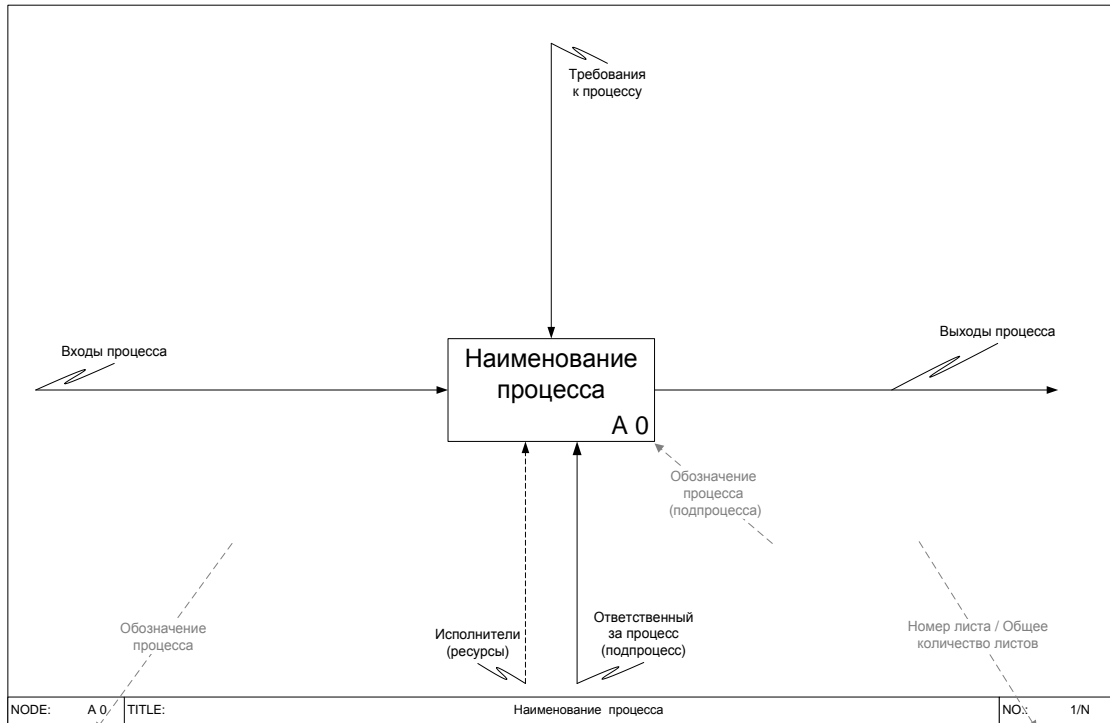 Требования
к процессу
Входы процесса
Выходы процесса
Наименование
процесса
А 0
Обозначение
процесса
(подпроцесса)
Обозначение
процесса
Исполнители
(ресурсы)
Ответственный
за процесс
(подпроцесс)
Номер листа / Общее
количество листов
NODE: А 0 TITLE: Наименование процесса NO.: 1/N